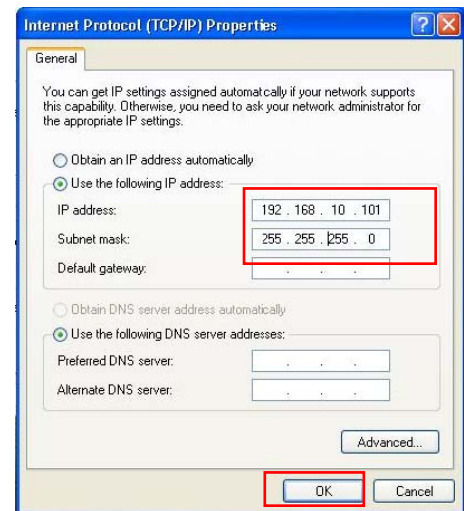 Internet Protocol (TCP/IP) Properties
General
You can get IP settings assigned automatically if your network supports
this capability. Otherwise, you need to ask your network administrator for
the appropriate IP settings.
Obtain an IP address automatically
Use the following IP address:
IP address: 192 . 168 . 10 . 101
Subnet mask: 255 . 255 . 255 . 0
Default gateway: . . .
Obtain DNS server address automatically
Use the following DNS server addresses:
Preferred DNS server: . . .
Alternate DNS server: . . .
Advanced...
OK Cancel